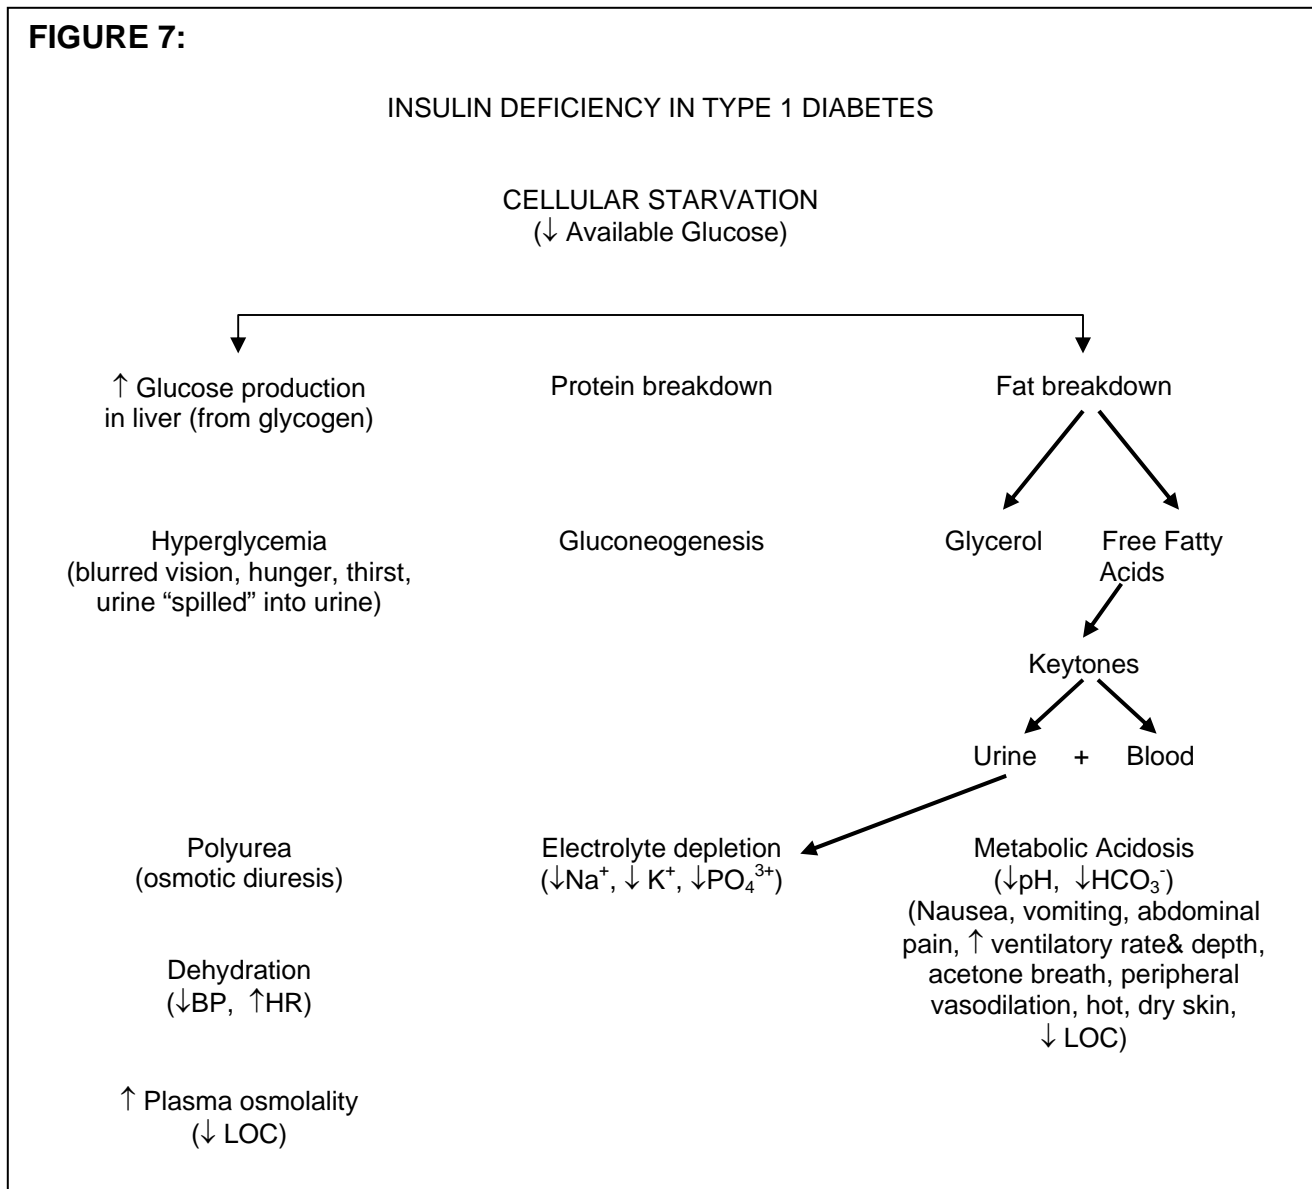 FIGURE 7:
INSULIN DEFICIENCY IN TYPE 1 DIABETES
CELLULAR STARVATION
(↓ Available Glucose)
↑ Glucose production
in liver (from glycogen)
Protein breakdown
Fat breakdown
Hyperglycemia
(blurred vision, hunger, thirst,
urine “spilled” into urine)
Gluconeogenesis
Glycerol
Free Fatty
Acids
Keytones
Urine + Blood
Polyurea
(osmotic diuresis)
Electrolyte depletion
(↓Na⁺, ↓ K⁺, ↓PO₄³⁺)
Metabolic Acidosis
(↓pH, ↓HCO₃⁻)
(Nausea, vomiting, abdominal
pain, ↑ ventilatory rate& depth,
acetone breath, peripheral
vasodilation, hot, dry skin,
↓ LOC)
Dehydration
(↓BP, ↑HR)
↑ Plasma osmolality
(↓ LOC)